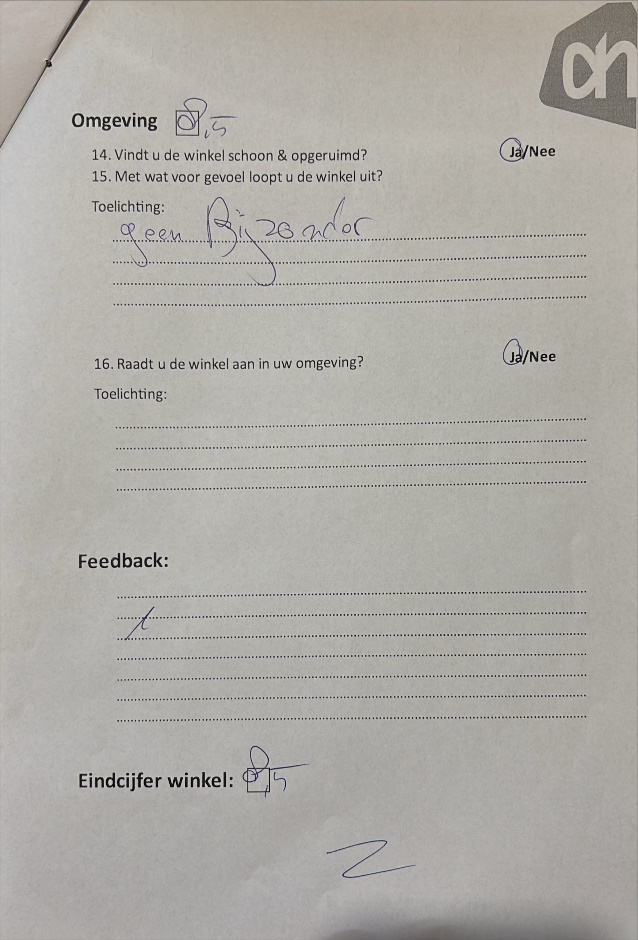 ah
Omgeving 8,5
14. Vindt u de winkel schoon & opgeruimd? Ja/Nee
15. Met wat voor gevoel loopt u de winkel uit?
Toelichting:
geen Bijzondor
16. Raadt u de winkel aan in uw omgeving? Ja/Nee
Toelichting:
Feedback:
Eindcijfer winkel: 8,5